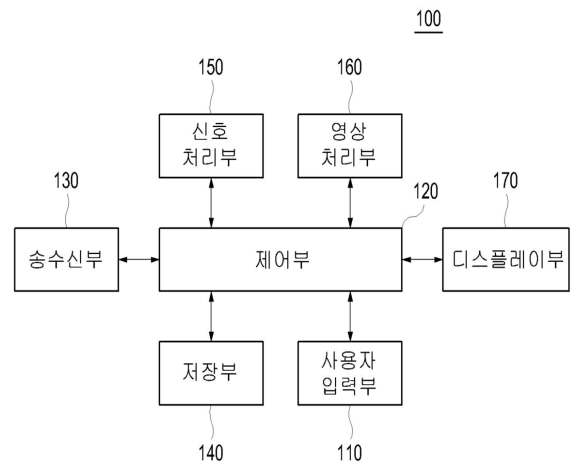 100
150
160
신호
처리부
영상
처리부
130
120
170
송수신부
제어부
디스플레이부
저장부
사용자
입력부
140
110